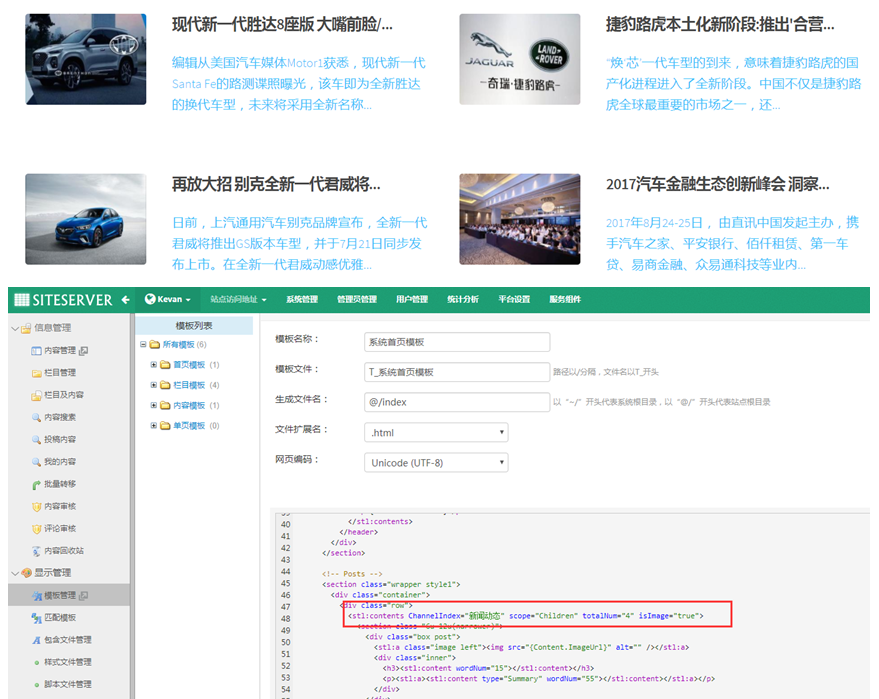 现代新一代胜达8座版 大嘴前脸/...
编辑从美国汽车媒体Motor1获悉，现代新一代
Santa Fe的路测谍照曝光，该车即为全新胜达
的换代车型，未来将采用全新名称...
捷豹路虎本土化新阶段:推出'合营...
JAGUAR
LAND
ROVER
奇瑞·捷豹路虎
"焕·芯"一代车型的到来，意味着捷豹路虎的国
产化进程进入了全新阶段。中国不仅是捷豹路
虎全球最重要的市场之一，还...
再放大招 别克全新一代君威将...
日前，上汽通用汽车别克品牌宣布，全新一代
君威将推出GS版本车型，并于7月21日同步发
布上市。在全新一代君威动感优雅...
2017汽车金融生态创新峰会 洞察...
2017年8月24-25日， 由直讯中国发起主办，携
手汽车之家、平安银行、佰仟租赁、第一车
贷、易商金融、众易通科技等业内...
SITESERVER Kevan 站点访问地址 系统管理 管理员管理 用户管理 统计分析 平台设置 服务组件
信息管理
内容管理
栏目管理
栏目及内容
内容搜索
投稿内容
我的内容
批量转移
内容审核
评论审核
内容回收站
显示管理
模板管理
匹配模板
包含文件管理
样式文件管理
脚本文件管理
模板列表
所有模板 (6)
首页模板 (1)
栏目模板 (4)
内容模板 (1)
单页模板 (0)
模板名称： 系统首页模板
模板文件： T_系统首页模板 路径以/分隔，文件名以T_开头
生成文件名： @/index 以 "~/" 开头代表系统根目录，以 "@/" 开头代表站点根目录
文件扩展名： .html
网页编码： Unicode (UTF-8)
40 </stl:contents>
41 </header>
42 </div>
43 </section>
44
45 <!-- Posts -->
46 <section class="wrapper style1">
47 <div class="container">
48 <div class="row">
<stl:contents ChannelIndex="新闻动态" scope="Children" totalNum="4" isImage="true">
<section class="6u 12u(narrower)">
50 <div class="box post">
51 <stl:a class="image left"><img src="{Content.ImageUrl}" alt="" /></stl:a>
52 <div class="inner">
53 <h3><stl:content wordNum="15"></stl:content></h3>
<p><stl:a><stl:content type="Summary" wordNum="55"></stl:content></stl:a></p>
54 </div>